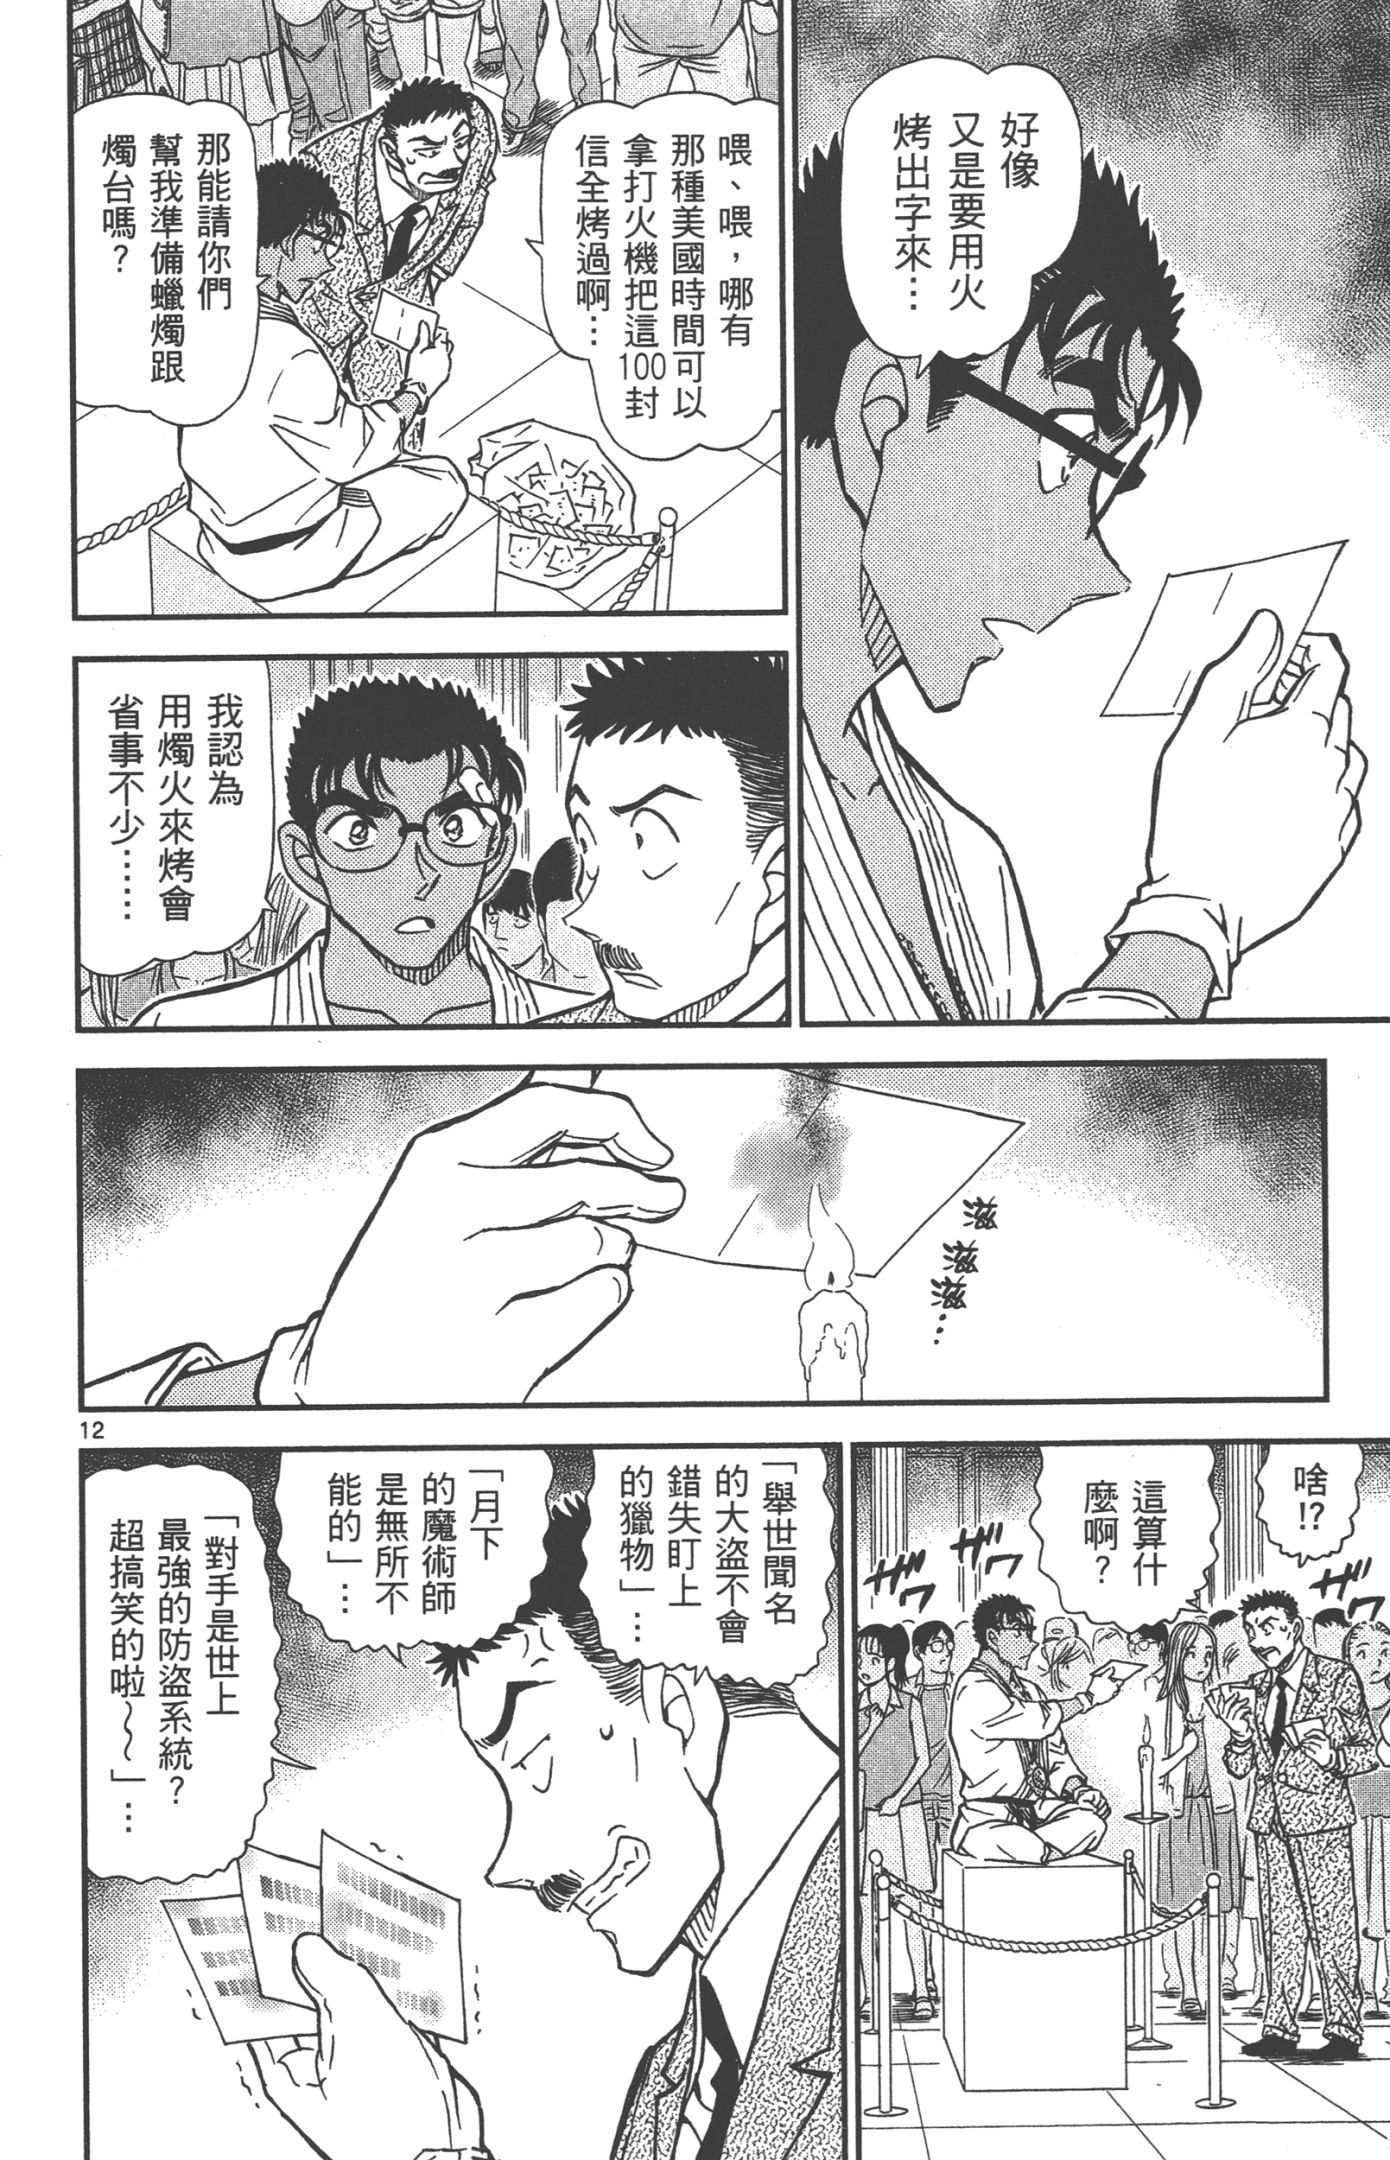 好像
又是要用火
烤出字來…
喂、喂，哪有
那種美國時間可以
拿打火機把這100封
信全烤過啊…
那能請你們
幫我準備蠟燭跟
燭台嗎？
我認為
用燭火來烤會
省事不少……
滋
滋
滋…
12
啥!?
這算什
麼啊？
ザワ
ザワ
ザワ
ザワ
「舉世聞名
的大盜不會
錯失盯上
的獵物」…
「月下
的魔術師
是無所不
能的」…
「對手是世上
最強的防盜系統？
超搞笑的啦～」…